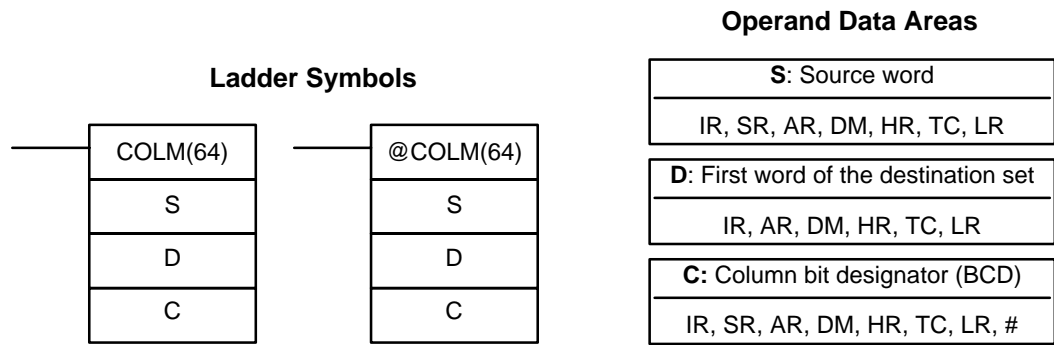 Ladder Symbols
COLM(64)
S
D
C
@COLM(64)
S
D
C
Operand Data Areas
S: Source word
IR, SR, AR, DM, HR, TC, LR
D: First word of the destination set
IR, AR, DM, HR, TC, LR
C: Column bit designator (BCD)
IR, SR, AR, DM, HR, TC, LR, #